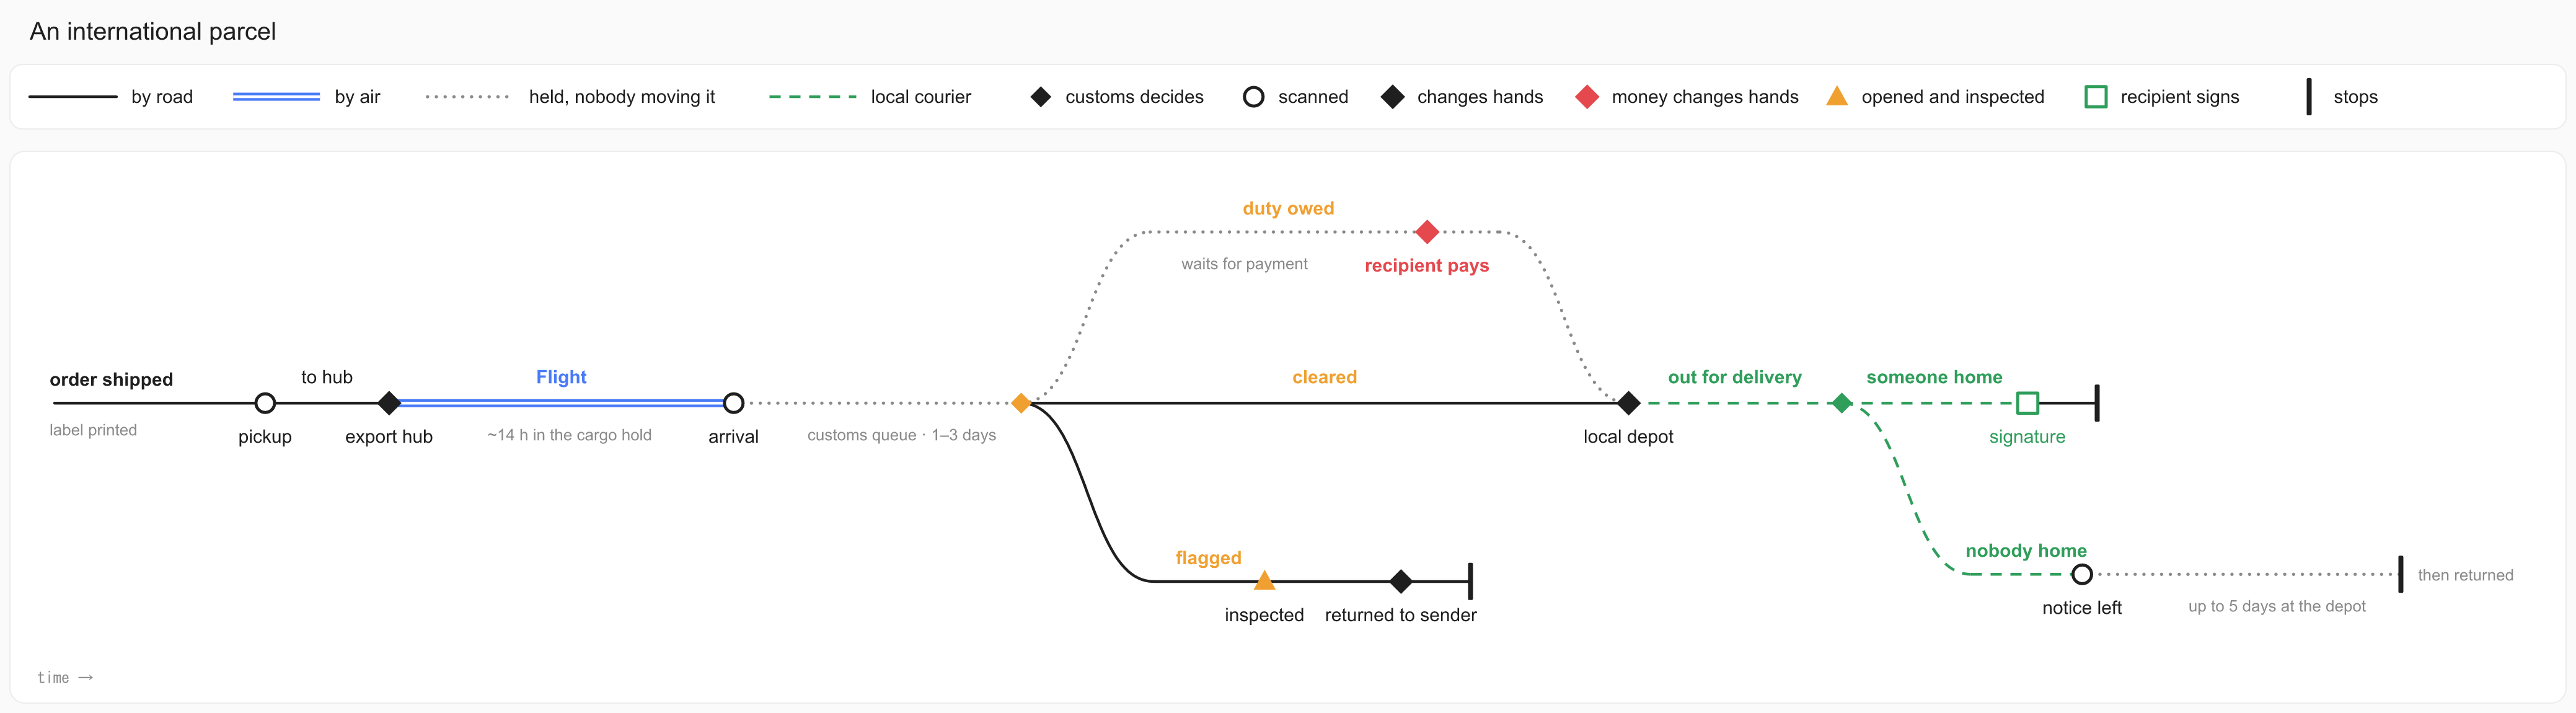 An international parcel
by road
by air
held, nobody moving it
local courier
customs decides
scanned
changes hands
money changes hands
opened and inspected
recipient signs
stops
duty owed
waits for payment
recipient pays
order shipped
label printed
pickup
to hub
export hub
Flight
~14 h in the cargo hold
arrival
customs queue · 1–3 days
cleared
local depot
out for delivery
someone home
signature
flagged
inspected
returned to sender
nobody home
notice left
up to 5 days at the depot
then returned
time →